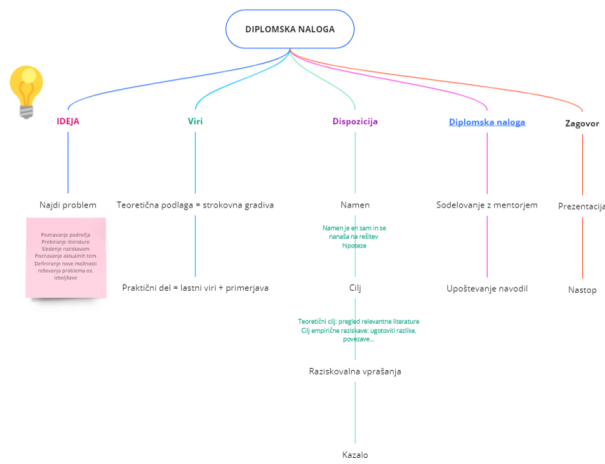 DIPLOMSKA NALOGA
IDEJA
Viri
Dispozicija
Diplomska naloga
Zagovor
Najdi problem
Teoretična podlaga = strokovna gradiva
Namen
Sodelovanje z mentorjem
Prezentacija
Poznavanje področja
Prebiranje literature
Sledenje raziskavam
Poznavanje aktualnih tem
Definiranje nove možnosti
reševanja problema oz.
izboljšave
Namen je en sam in se
nanaša na rešitev
hipoteze
Praktični del = lastni viri + primerjava
Cilj
Upoštevanje navodil
Nastop
Teoretični cilj: pregled relevantne literature
Cilj empirične raziskave: ugotoviti razlike,
povezave...
Raziskovalna vprašanja
Kazalo